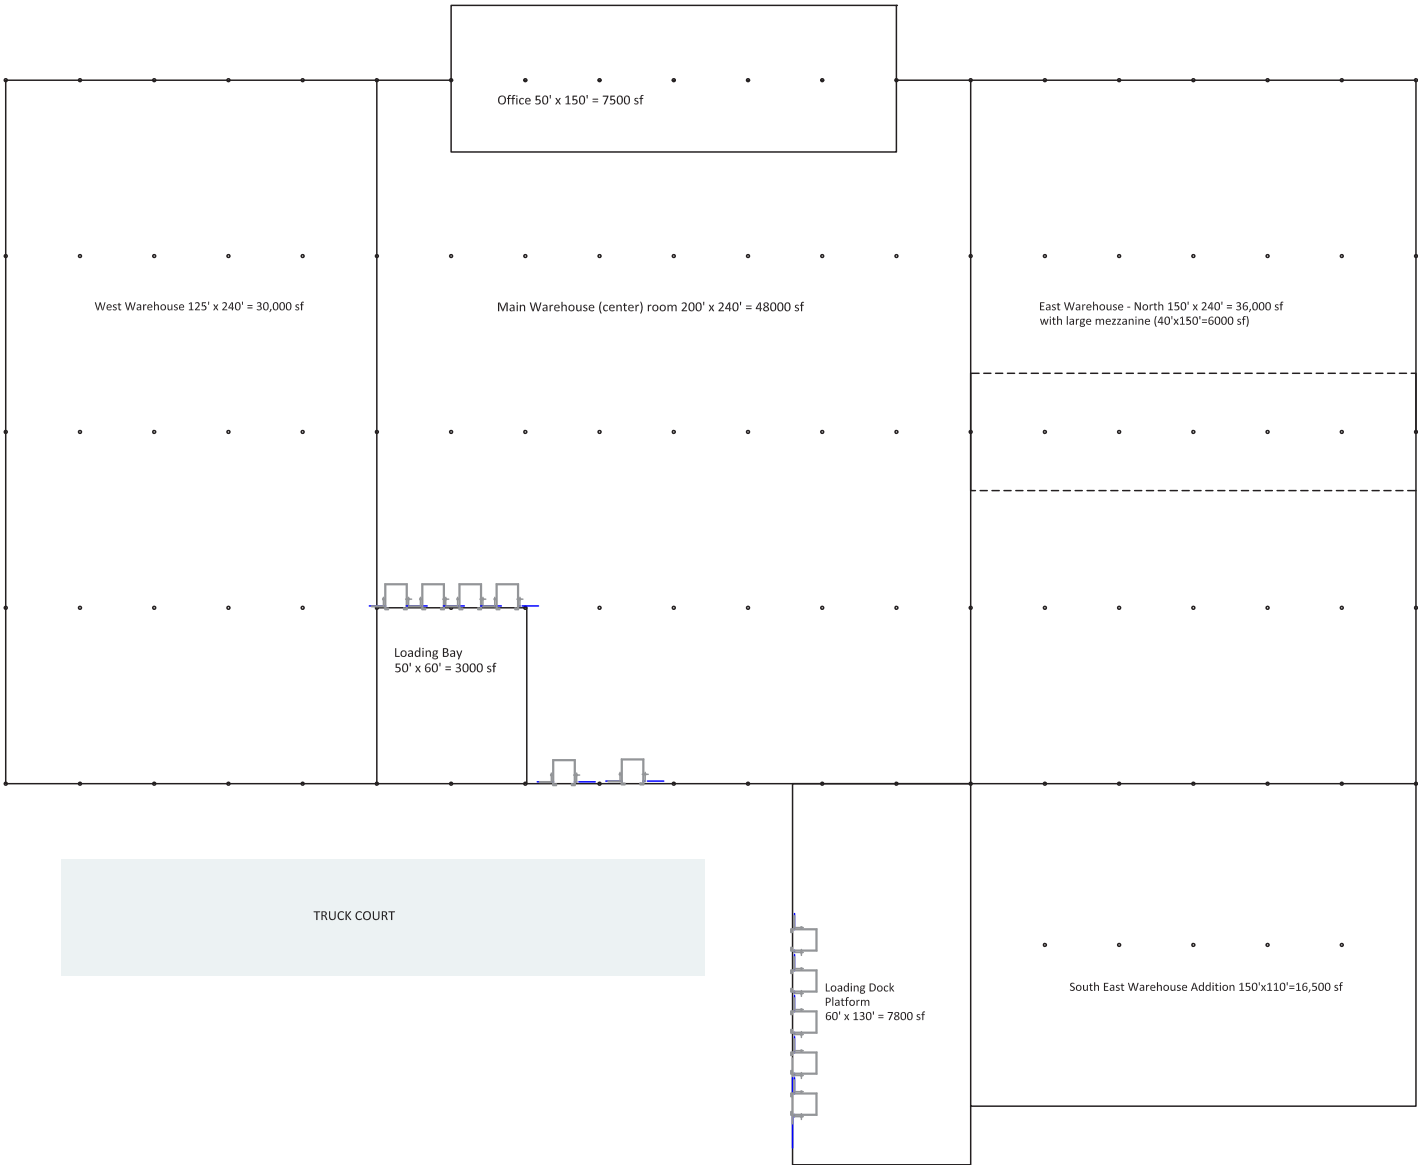 Office 50' x 150' = 7500 sf
West Warehouse 125' x 240' = 30,000 sf
Main Warehouse (center) room 200' x 240' = 48000 sf
East Warehouse - North 150' x 240' = 36,000 sf
with large mezzanine (40'x150'=6000 sf)
Loading Bay
50' x 60' = 3000 sf
TRUCK COURT
Loading Dock
Platform
60' x 130' = 7800 sf
South East Warehouse Addition 150'x110'=16,500 sf